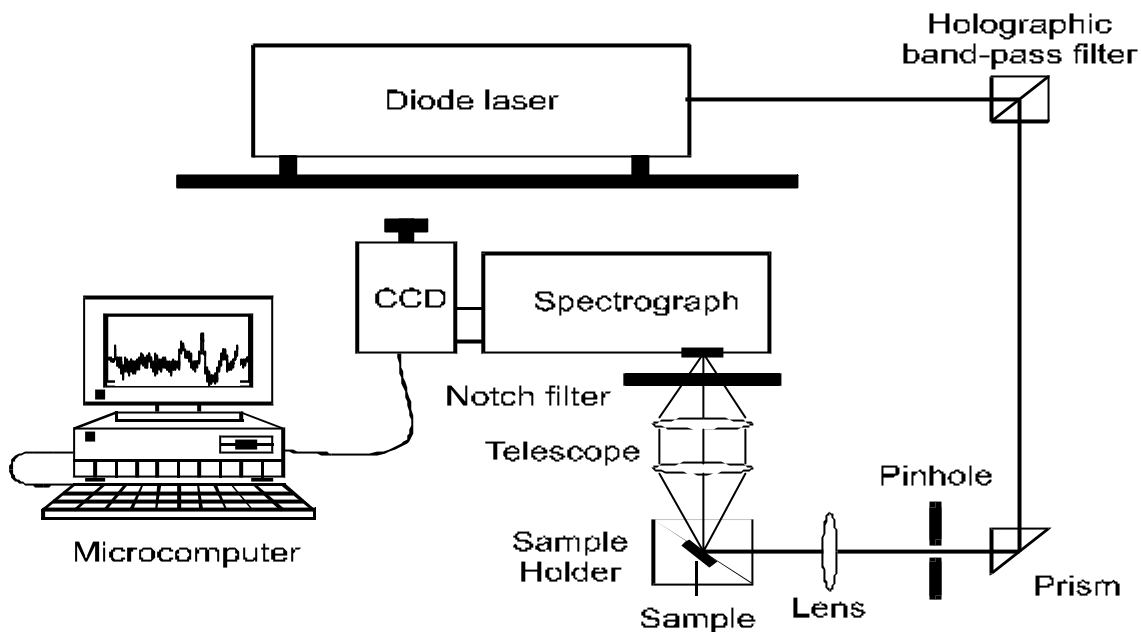 Holographic
band-pass filter
Diode laser
CCD
Spectrograph
Notch filter
Telescope
Pinhole
Sample
Holder
Microcomputer
Prism
Lens
Sample